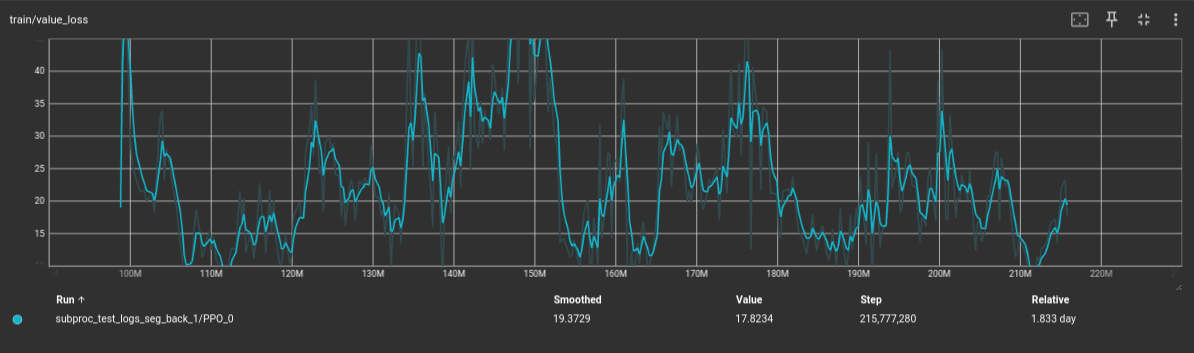 train/value_loss
40
35
30
25
20
15
100M 110M 120M 130M 140M 150M 160M 170M 180M 190M 200M 210M 220M
Run ↑ Smoothed Value Step Relative
subproc_test_logs_seg_back_1/PPO_0 19.3729 17.8234 215,777,280 1.833 day